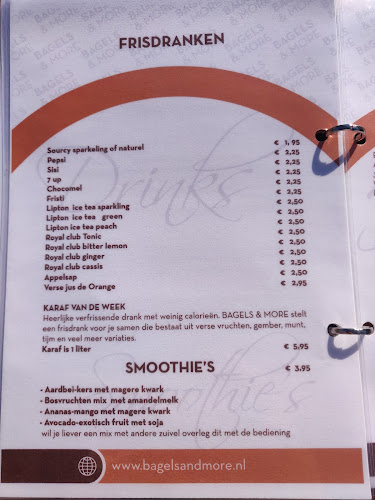 BAGELS & MORE
FRISDRANKEN
Drinks
Sourcy sparkeling of naturel € 1,95
Pepsi € 2,25
Sisi € 2,25
7 up € 2,25
Chocomel € 2,25
Fristi € 2,25
Lipton ice tea sparkling € 2,50
Lipton ice tea green € 2,50
Lipton ice tea peach € 2,50
Royal club Tonic € 2,50
Royal club bitter lemon € 2,50
Royal club ginger € 2,50
Royal club cassis € 2,50
Appelsap € 2,50
Verse jus de Orange € 2,95
KARAF VAN DE WEEK
Heerlijke verfrissende drank met weinig calorieën. BAGELS & MORE stelt
een frisdrank voor je samen die bestaat uit verse vruchten, gember, munt,
tijm en veel meer variaties.
Karaf is 1 liter € 5,95
SMOOTHIE'S € 3,95
Smoothie's
- Aardbei-kers met magere kwark
- Bosvruchten mix met amandelmelk
- Ananas-mango met magere kwark
- Avocado-exotisch fruit met soja
wil je liever een mix met andere zuivel overleg dit met de bediening
www.bagelsandmore.nl